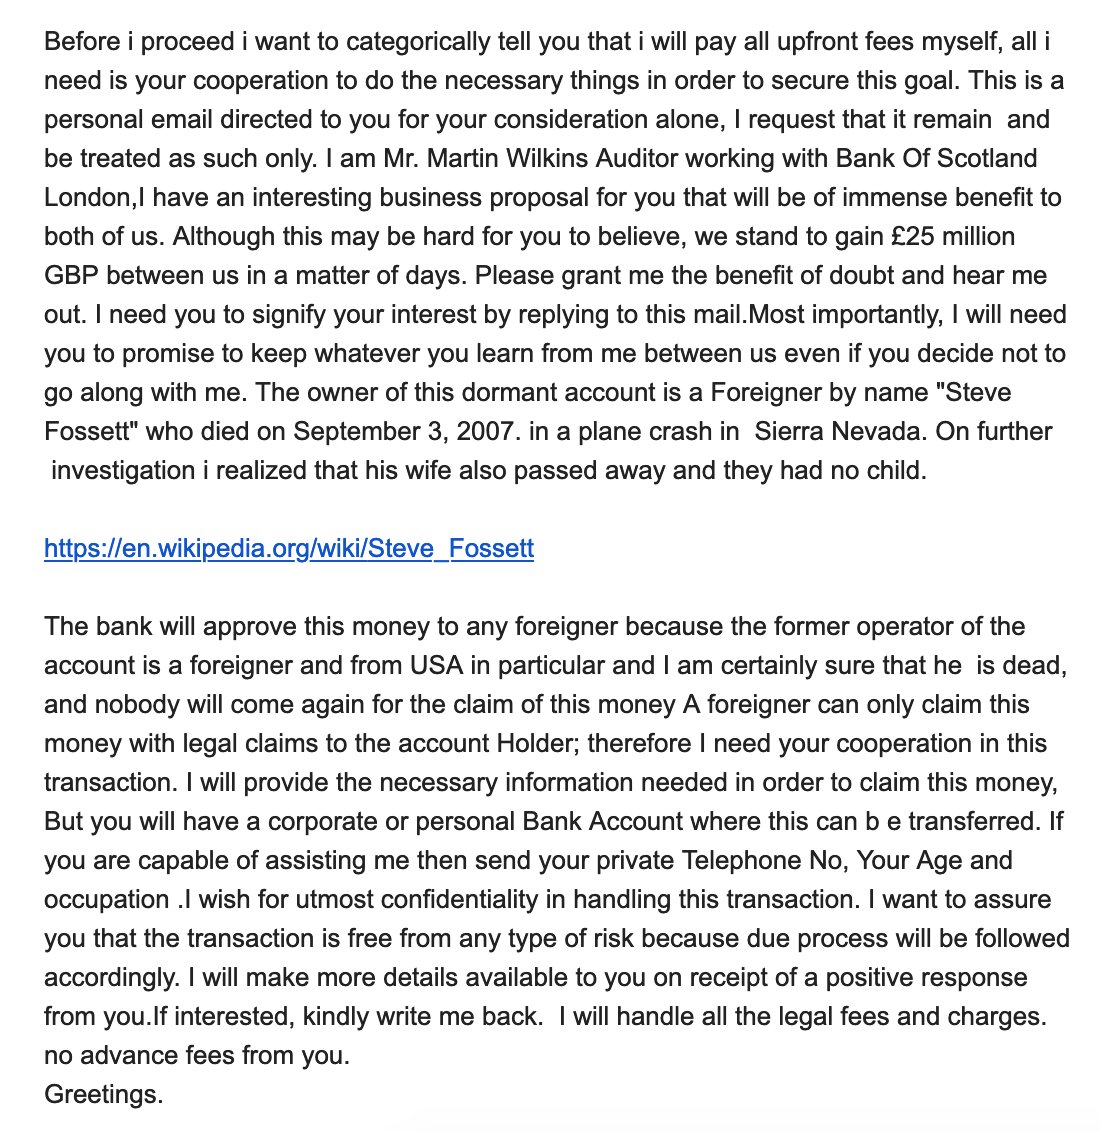 Before i proceed i want to categorically tell you that i will pay all upfront fees myself, all i
need is your cooperation to do the necessary things in order to secure this goal. This is a
personal email directed to you for your consideration alone, I request that it remain  and
be treated as such only. I am Mr. Martin Wilkins Auditor working with Bank Of Scotland
London,I have an interesting business proposal for you that will be of immense benefit to
both of us. Although this may be hard for you to believe, we stand to gain £25 million
GBP between us in a matter of days. Please grant me the benefit of doubt and hear me
out. I need you to signify your interest by replying to this mail.Most importantly, I will need
you to promise to keep whatever you learn from me between us even if you decide not to
go along with me. The owner of this dormant account is a Foreigner by name "Steve
Fossett" who died on September 3, 2007. in a plane crash in  Sierra Nevada. On further
 investigation i realized that his wife also passed away and they had no child.
https://en.wikipedia.org/wiki/Steve_Fossett
The bank will approve this money to any foreigner because the former operator of the
account is a foreigner and from USA in particular and I am certainly sure that he  is dead,
and nobody will come again for the claim of this money A foreigner can only claim this
money with legal claims to the account Holder; therefore I need your cooperation in this
transaction. I will provide the necessary information needed in order to claim this money,
But you will have a corporate or personal Bank Account where this can b e transferred. If
you are capable of assisting me then send your private Telephone No, Your Age and
occupation .I wish for utmost confidentiality in handling this transaction. I want to assure
you that the transaction is free from any type of risk because due process will be followed
accordingly. I will make more details available to you on receipt of a positive response
from you.If interested, kindly write me back.  I will handle all the legal fees and charges.
no advance fees from you.
Greetings.